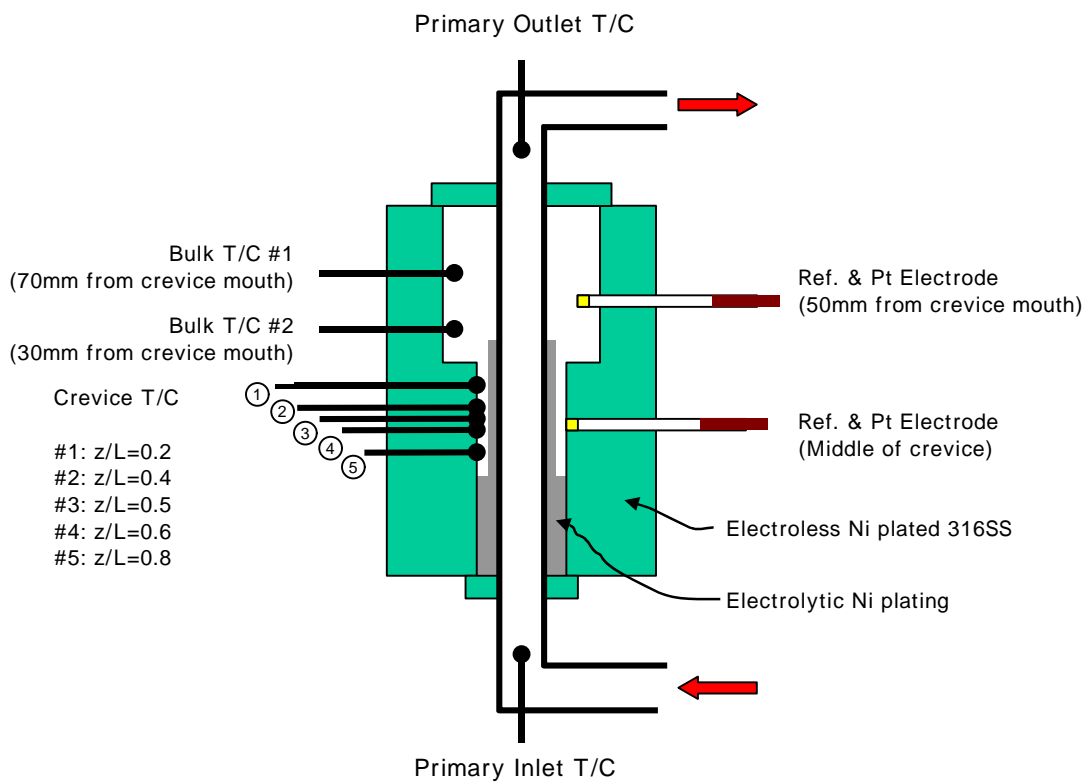 Primary Outlet T/C
Bulk T/C #1
(70mm from crevice mouth)
Bulk T/C #2
(30mm from crevice mouth)
Crevice T/C
#1: z/L=0.2
#2: z/L=0.4
#3: z/L=0.5
#4: z/L=0.6
#5: z/L=0.8
1
2
3
4
5
Ref. & Pt Electrode
(50mm from crevice mouth)
Ref. & Pt Electrode
(Middle of crevice)
Electroless Ni plated 316SS
Electrolytic Ni plating
Primary Inlet T/C